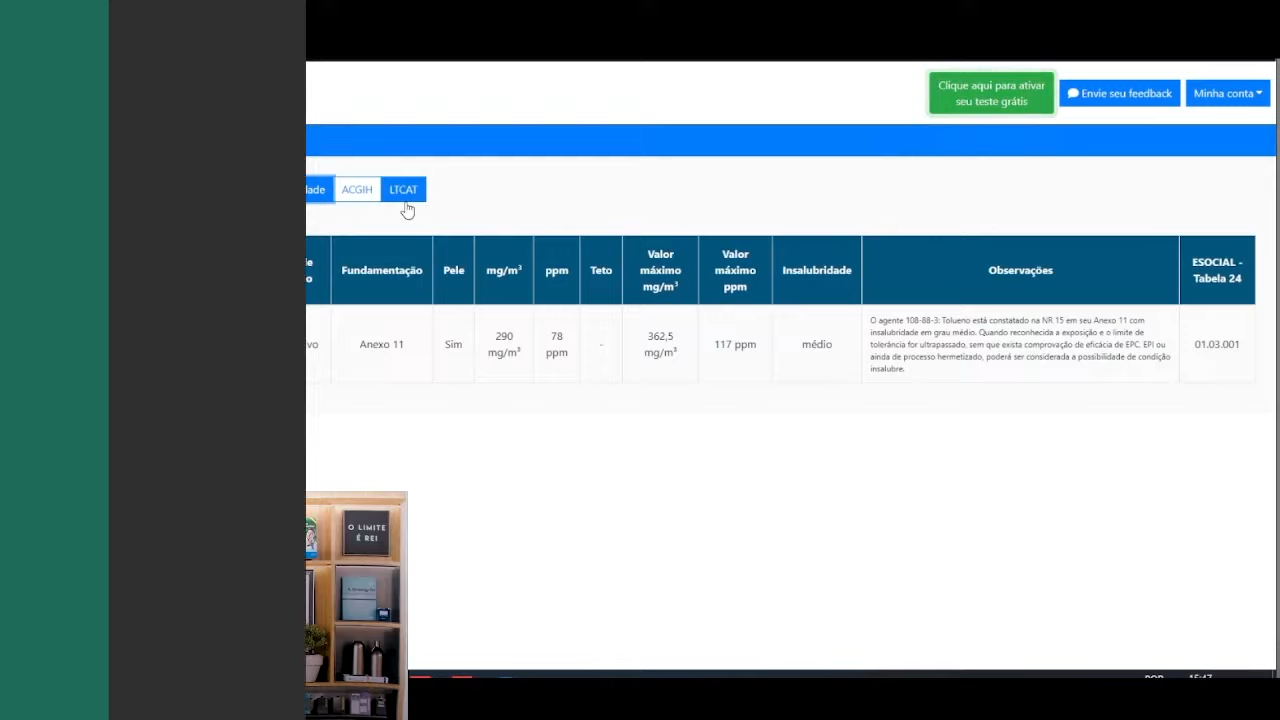 Clique aqui para ativar
seu teste grátis
Envie seu feedback
Minha conta
dade
ACGIH
LTCAT
Fundamentação
Pele
mg/m³
ppm
Teto
Valor
máximo
mg/m³
Valor
máximo
ppm
Insalubridade
Observações
ESOCIAL -
Tabela 24
vo
Anexo 11
Sim
290
mg/m³
78
ppm
-
362,5
mg/m³
117 ppm
médio
O agente 108-88-3: Tolueno está constatado na NR 15 em seu Anexo 11 com
insalubridade em grau médio. Quando reconhecida a exposição e o limite de
tolerância for ultrapassado, sem que exista comprovação de eficácia de EPC, EPI ou
ainda de processo hermetizado, poderá ser considerada a possibilidade de condição
insalubre.
01.03.001
O LIMITE
É REI